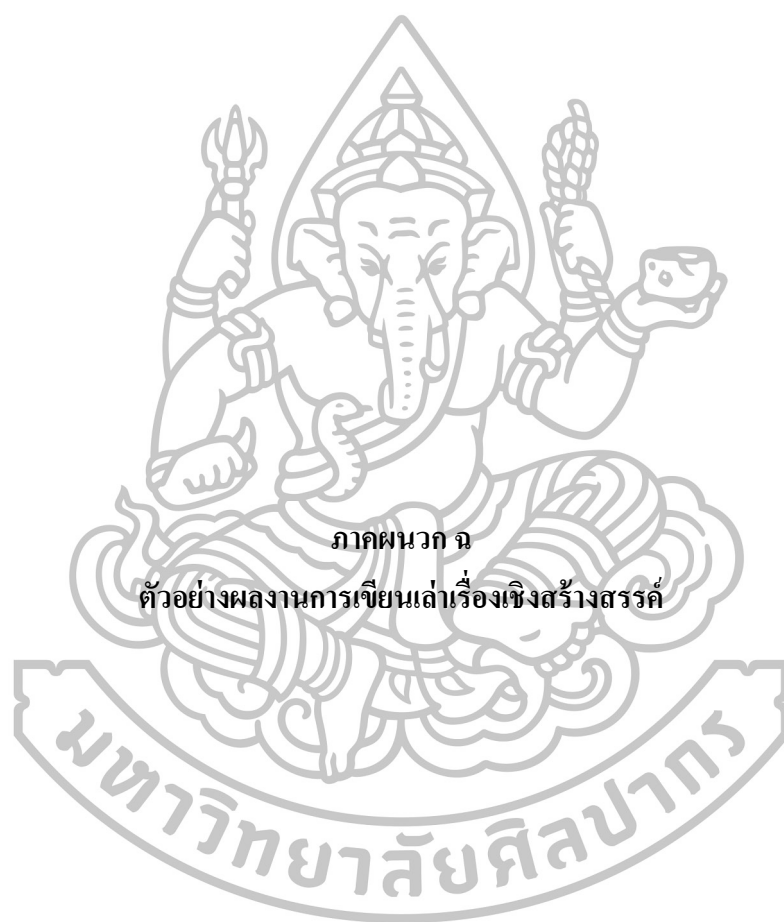 ภาคผนวก ฉ
ตัวอย่างผลงานการเขียนเล่าเรื่องเชิงสร้างสรรค์
มหาวิทยาลัยศิลปากร